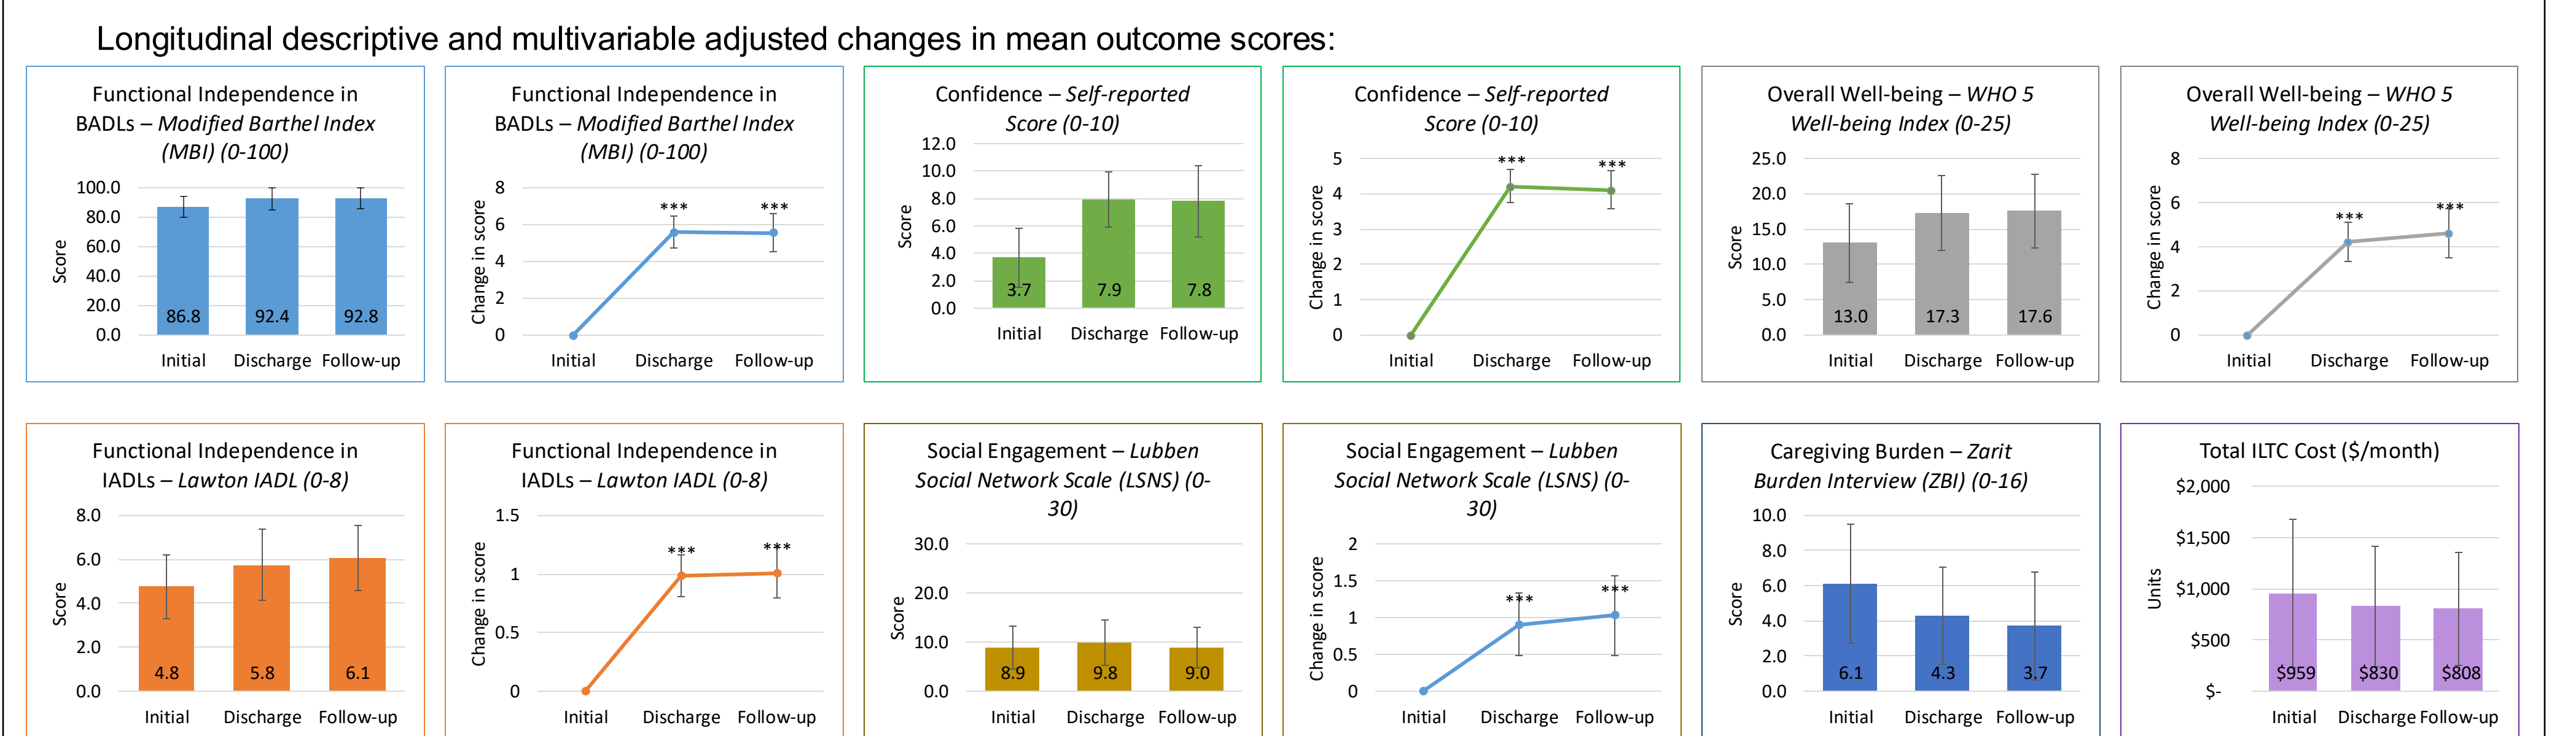 Longitudinal descriptive and multivariable adjusted changes in mean outcome scores:
Functional Independence in
BADLs – Modified Barthel Index
(MBI) (0-100)
100.0
80.0
60.0
40.0
20.0
0.0
Score
86.8
92.4
92.8
Initial
Discharge
Follow-up
Functional Independence in
BADLs – Modified Barthel Index
(MBI) (0-100)
8
6
4
2
0
Change in score
***
***
Initial
Discharge
Follow-up
Confidence – Self-reported
Score (0-10)
12.0
10.0
8.0
6.0
4.0
2.0
0.0
Score
3.7
7.9
7.8
Initial
Discharge
Follow-up
Confidence – Self-reported
Score (0-10)
5
4
3
2
1
0
Change in score
***
***
Initial
Discharge
Follow-up
Overall Well-being – WHO 5
Well-being Index (0-25)
25.0
20.0
15.0
10.0
5.0
0.0
Score
13.0
17.3
17.6
Initial
Discharge
Follow-up
Overall Well-being – WHO 5
Well-being Index (0-25)
8
6
4
2
0
Change in score
***
***
Initial
Discharge
Follow-up
Functional Independence in
IADLs – Lawton IADL (0-8)
8.0
6.0
4.0
2.0
0.0
Score
4.8
5.8
6.1
Initial
Discharge
Follow-up
Functional Independence in
IADLs – Lawton IADL (0-8)
1.5
1
0.5
0
Change in score
***
***
Initial
Discharge
Follow-up
Social Engagement – Lubben
Social Network Scale (LSNS) (0-
30)
30.0
20.0
10.0
0.0
Score
8.9
9.8
9.0
Initial
Discharge
Follow-up
Social Engagement – Lubben
Social Network Scale (LSNS) (0-
30)
2
1.5
1
0.5
0
Change in score
***
***
Initial
Discharge
Follow-up
Caregiving Burden – Zarit
Burden Interview (ZBI) (0-16)
10.0
8.0
6.0
4.0
2.0
0.0
Score
6.1
4.3
3.7
Initial
Discharge
Follow-up
Total ILTC Cost ($/month)
$2,000
$1,500
$1,000
$500
$-
Units
$959
$830
$808
Initial
Discharge
Follow-up